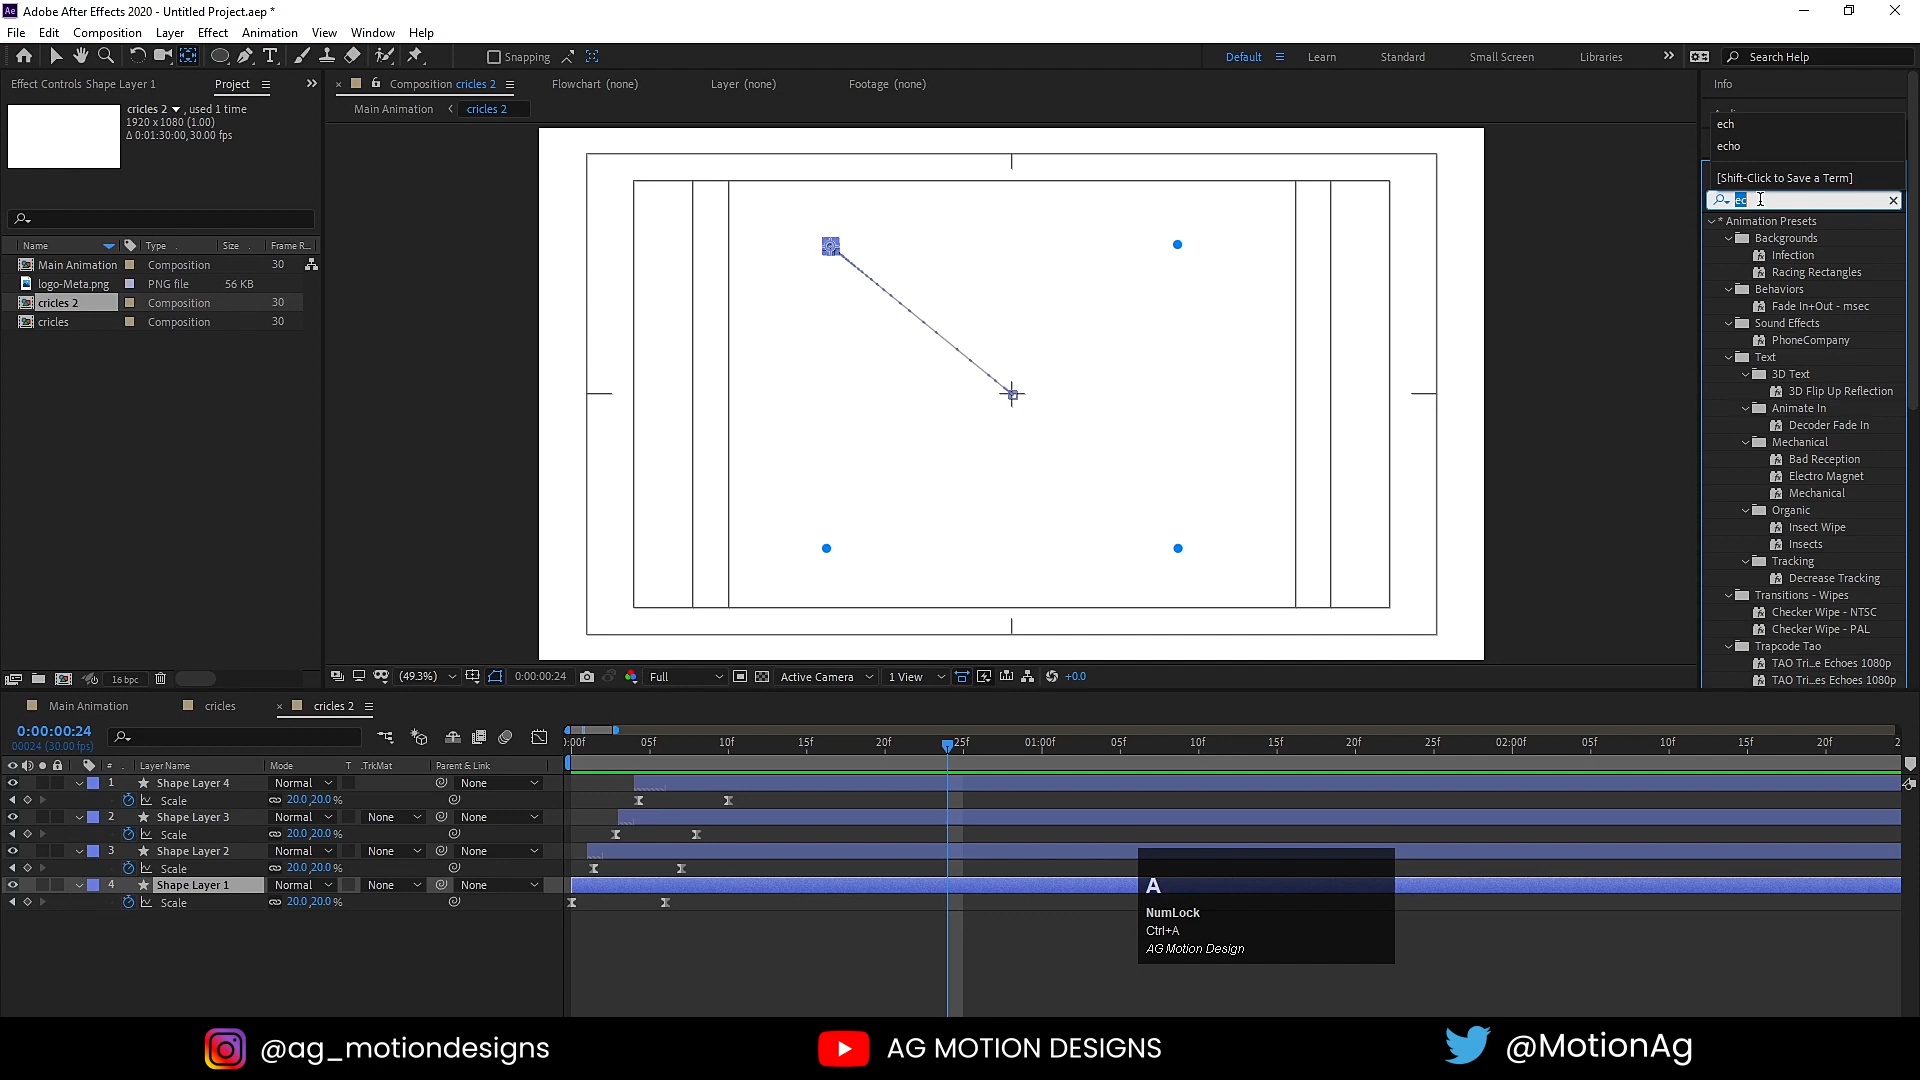 Adobe After Effects 2020 - Untitled Project.aep *
File Edit Composition Layer Effect Animation View Window Help
Snapping
Default Learn Standard Small Screen Libraries Search Help
Effect Controls Shape Layer 1 Project
cricles 2 , used 1 time
1920 x 1080 (1.00)
Δ 0:01:30:00, 30.00 fps
Name Type Size Frame R...
Main Animation Composition 30
logo-Meta.png PNG file 56 KB
cricles 2 Composition 30
cricles Composition 30
16 bpc
Composition cricles 2 Flowchart (none) Layer (none) Footage (none)
Main Animation cricles 2
(49.3%) 0:00:00:24 Full Active Camera 1 View +0.0
Info
ech
echo
[Shift-Click to Save a Term]
ec
* Animation Presets
Backgrounds
Infection
Racing Rectangles
Behaviors
Fade In+Out - msec
Sound Effects
PhoneCompany
Text
3D Text
3D Flip Up Reflection
Animate In
Decoder Fade In
Mechanical
Bad Reception
Electro Magnet
Mechanical
Organic
Insect Wipe
Insects
Tracking
Decrease Tracking
Transitions - Wipes
Checker Wipe - NTSC
Checker Wipe - PAL
Trapcode Tao
TAO Tri...e Echoes 1080p
TAO Tri...es Echoes 1080p
Main Animation cricles cricles 2
0:00:00:24
00024 (30.00 fps)
:00f 05f 10f 15f 20f 25f 01:00f 05f 10f 15f 20f 25f 02:00f 05f 10f 15f 20f 2
# Layer Name Mode T .TrkMat Parent & Link
1 Shape Layer 4 Normal None
Scale 20.0,20.0 %
2 Shape Layer 3 Normal None None
Scale 20.0,20.0 %
3 Shape Layer 2 Normal None None
Scale 20.0,20.0 %
4 Shape Layer 1 Normal None None
Scale 20.0,20.0 %
A
NumLock
Ctrl+A
AG Motion Design
@ag_motiondesigns AG MOTION DESIGNS @MotionAg